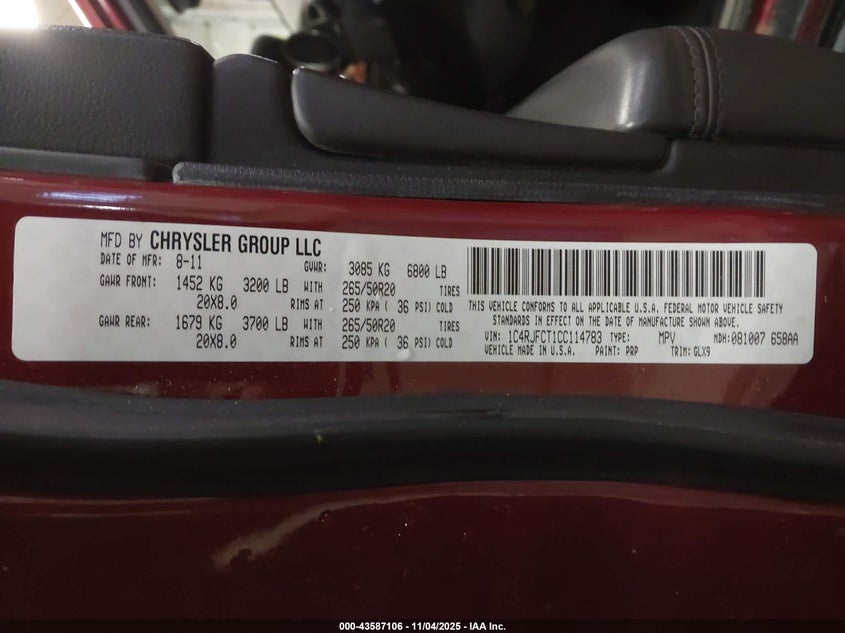 MFD BY CHRYSLER GROUP LLC
DATE OF MFR: 8-11 GVWR: 3085 KG 6800 LB
GAWR FRONT: 1452 KG 3200 LB WITH 265/50R20 TIRES
20X8.0 RIMS AT 250 KPA ( 36 PSI) COLD
GAWR REAR: 1679 KG 3700 LB WITH 265/50R20 TIRES
20X8.0 RIMS AT 250 KPA ( 36 PSI) COLD
THIS VEHICLE CONFORMS TO ALL APPLICABLE U.S.A. FEDERAL MOTOR VEHICLE SAFETY
STANDARDS IN EFFECT ON THE DATE OF MANUFACTURE SHOWN ABOVE.
VIN: 1C4RJFCT1CC114783 TYPE: MPV MDH: 081007 658AA
VEHICLE MADE IN U.S.A. PAINT: PRP TRIM: GLX9
000-43587106 - 11/04/2025 - IAA Inc.